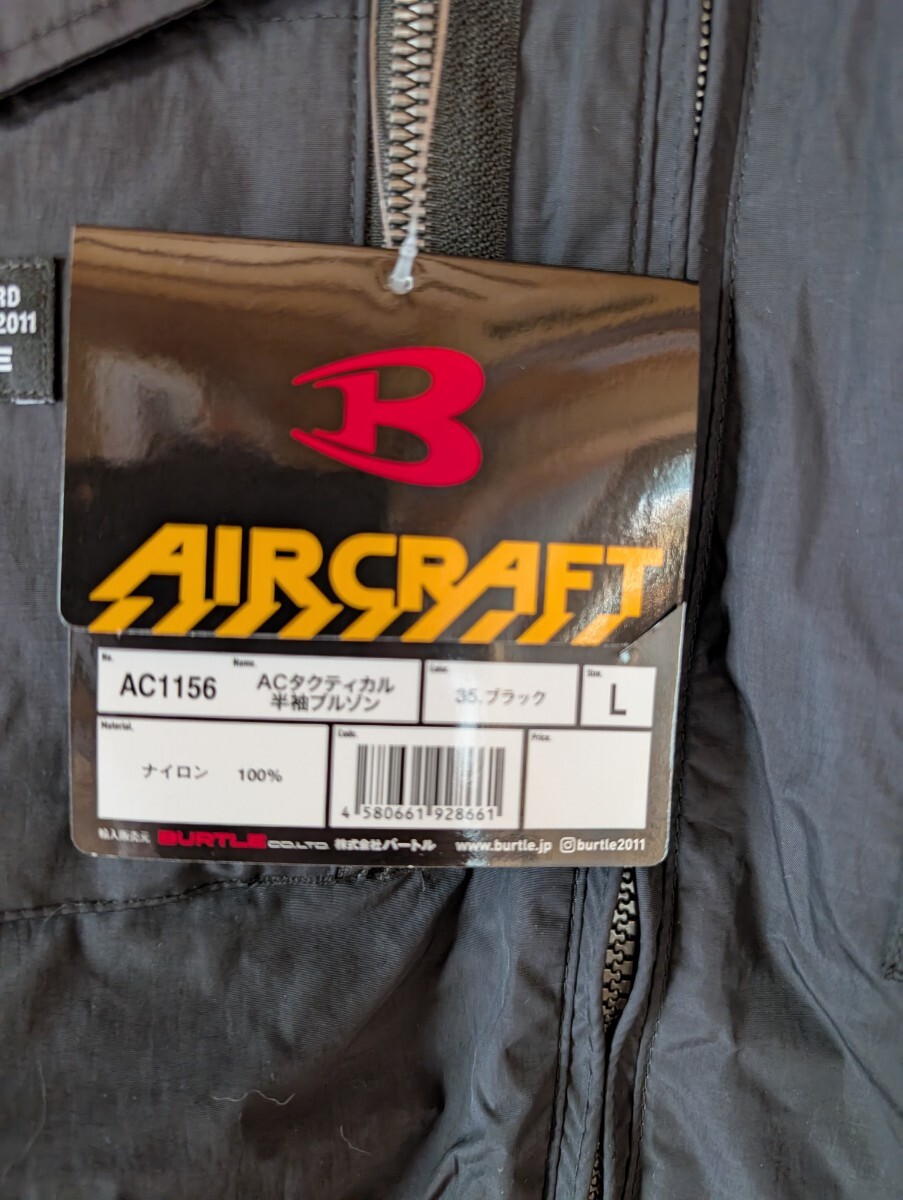 RD
2011
E
B
AIRCRAFT
No.
AC1156
Name.
ACタクティカル
半袖ブルゾン
Color.
35.ブラック
Size.
L
Material.
ナイロン 100%
Code.
4 580661 928661
Price.
輸入販売元 BURTLE CO.LTD. 株式会社バートル www.burtle.jp burtle2011